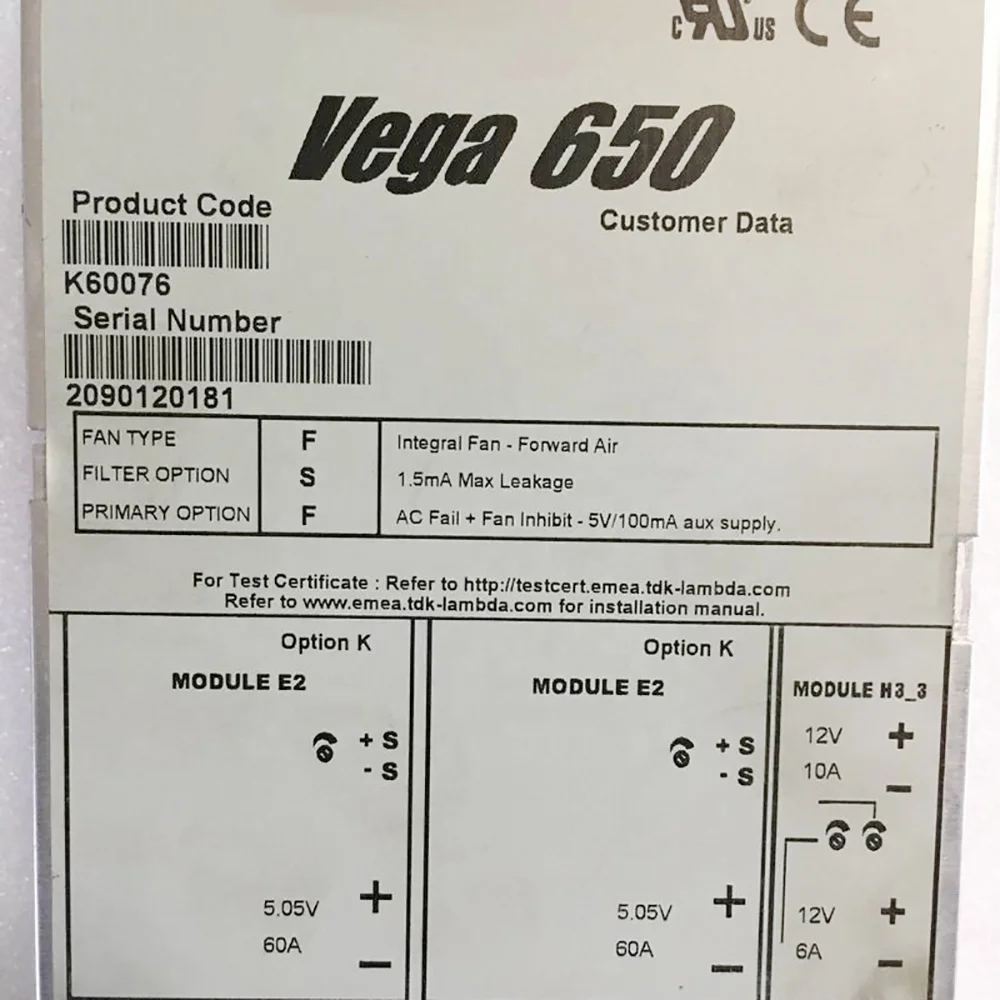 c RU US CE
Vega 650
Product Code
Customer Data
K60076
Serial Number
2090120181
FAN TYPE F Integral Fan - Forward Air
FILTER OPTION S 1.5mA Max Leakage
PRIMARY OPTION F AC Fail + Fan Inhibit - 5V/100mA aux supply.
For Test Certificate : Refer to http://testcert.emea.tdk-lambda.com
Refer to www.emea.tdk-lambda.com for installation manual.
Option K
MODULE E2
+ S
- S
5.05V +
60A -
Option K
MODULE E2
+ S
- S
5.05V +
60A -
MODULE H3_3
12V +
10A -
12V +
6A -